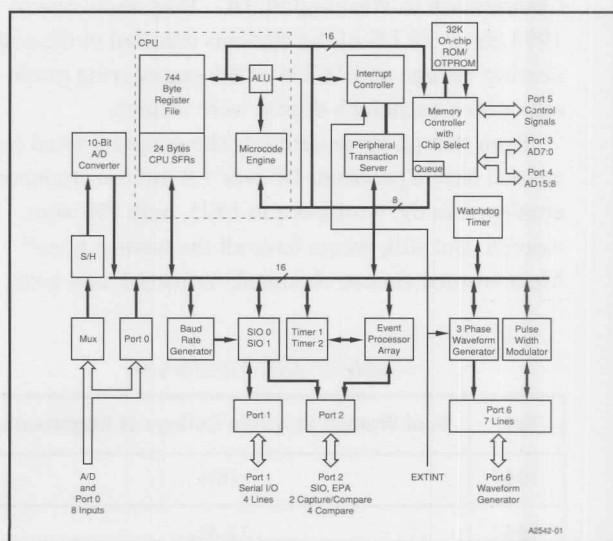 16
32K
On-chip
ROM/
OTPROM
CPU
744
Byte
Register
File
ALU
Interrupt
Controller
Memory
Controller
with
Chip Select
Queue
Port 5
Control
Signals
Port 3
AD7:0
Port 4
AD15:8
10-Bit
A/D
Converter
24 Bytes
CPU SFRs
Microcode
Engine
Peripheral
Transaction
Server
8
Watchdog
Timer
S/H
16
Mux
Port 0
Baud
Rate
Generator
SIO 0
SIO 1
Timer 1
Timer 2
Event
Processor
Array
3 Phase
Waveform
Generator
Pulse
Width
Modulator
Port 1
Port 2
Port 6
7 Lines
A/D
and
Port 0
8 Inputs
Port 1
Serial I/O
4 Lines
Port 2
SIO, EPA
2 Capture/Compare
4 Compare
EXTINT
Port 6
Waveform
Generator
A2542-01